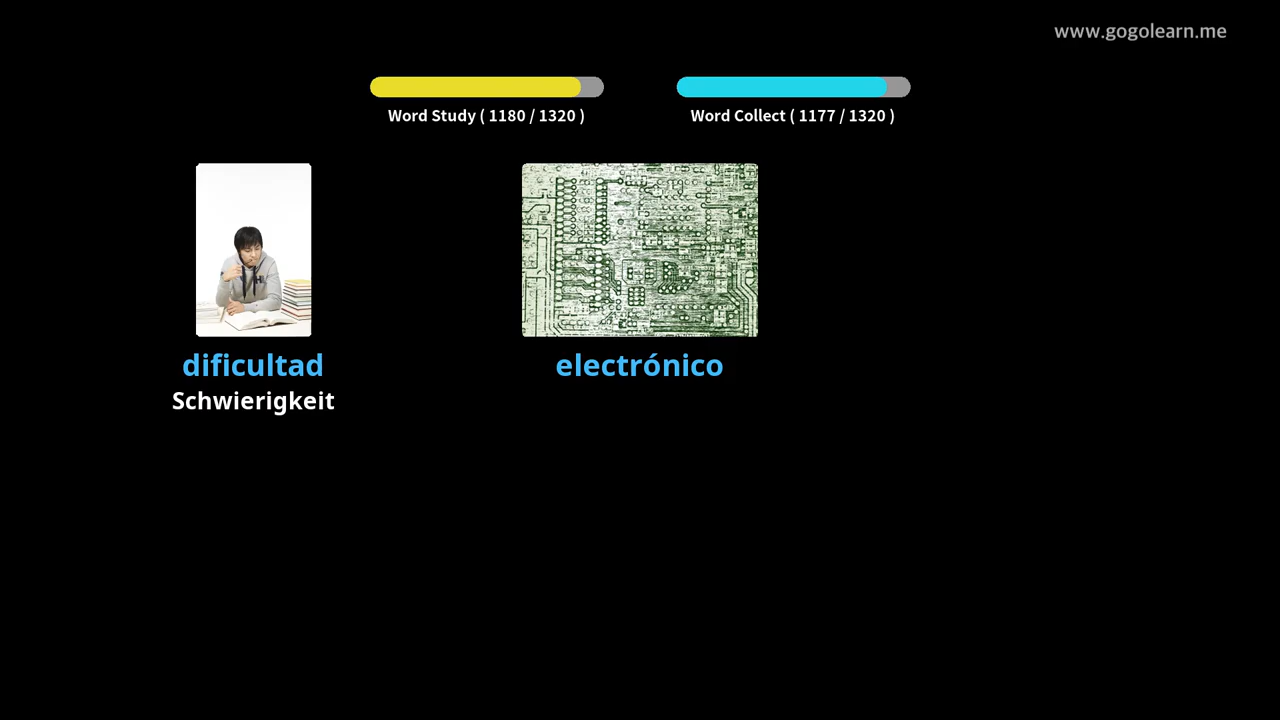 www.gogolearn.me
Word Study ( 1180 / 1320 )
Word Collect ( 1177 / 1320 )
dificultad
Schwierigkeit
electrónico